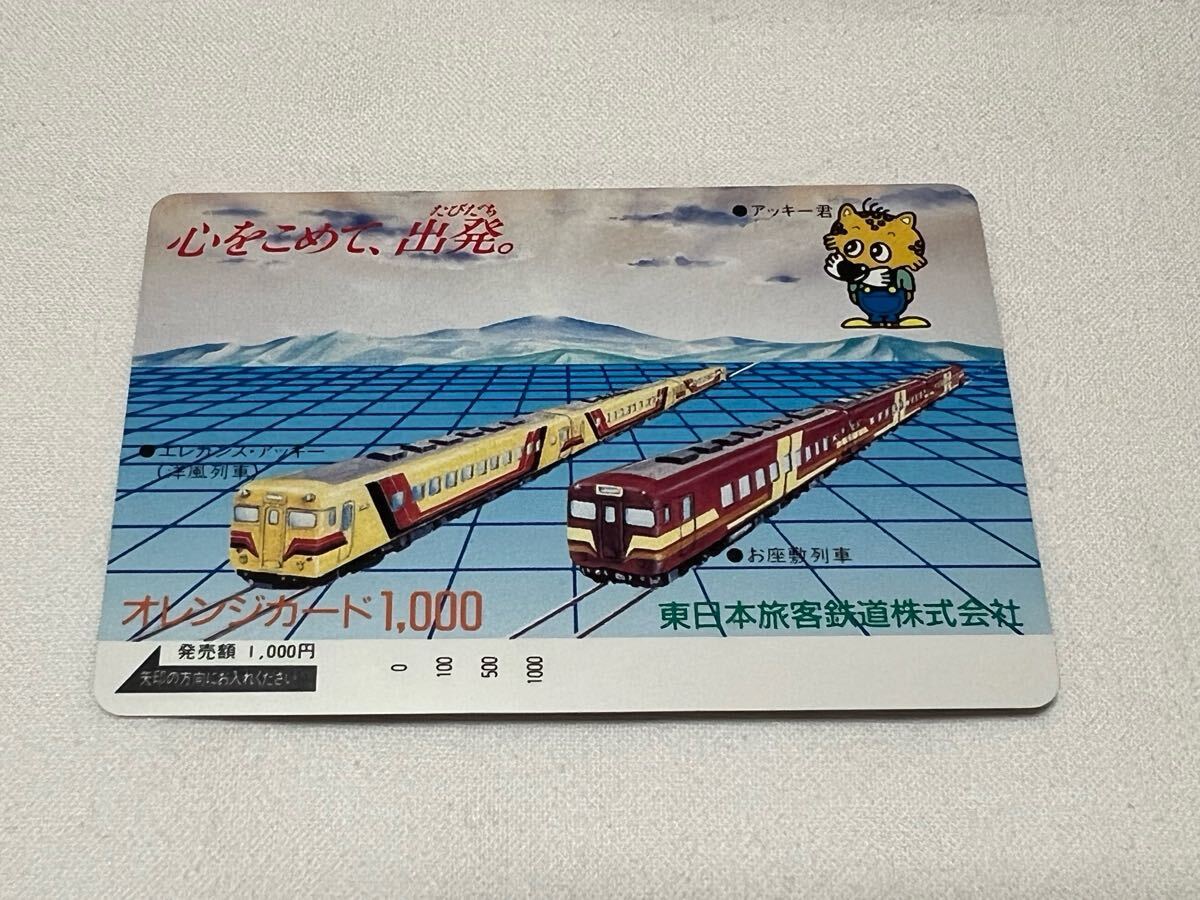 たびだち
心をこめて、出発。
●アッキー君
●エレガンス・アッキー
(洋風列車)
●お座敷列車
オレンジカード1,000
東日本旅客鉄道株式会社
発売額 1,000円
矢印の方向にお入れください
0 100 500 1000